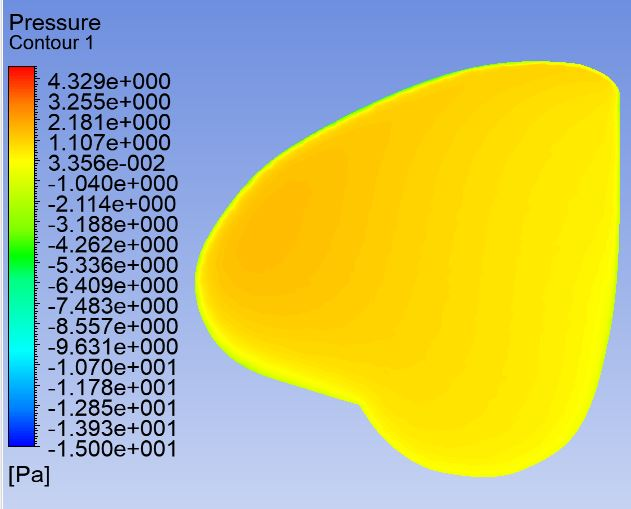 Pressure
Contour 1
4.329e+000
3.255e+000
2.181e+000
1.107e+000
3.356e-002
-1.040e+000
-2.114e+000
-3.188e+000
-4.262e+000
-5.336e+000
-6.409e+000
-7.483e+000
-8.557e+000
-9.631e+000
-1.070e+001
-1.178e+001
-1.285e+001
-1.393e+001
-1.500e+001
[Pa]